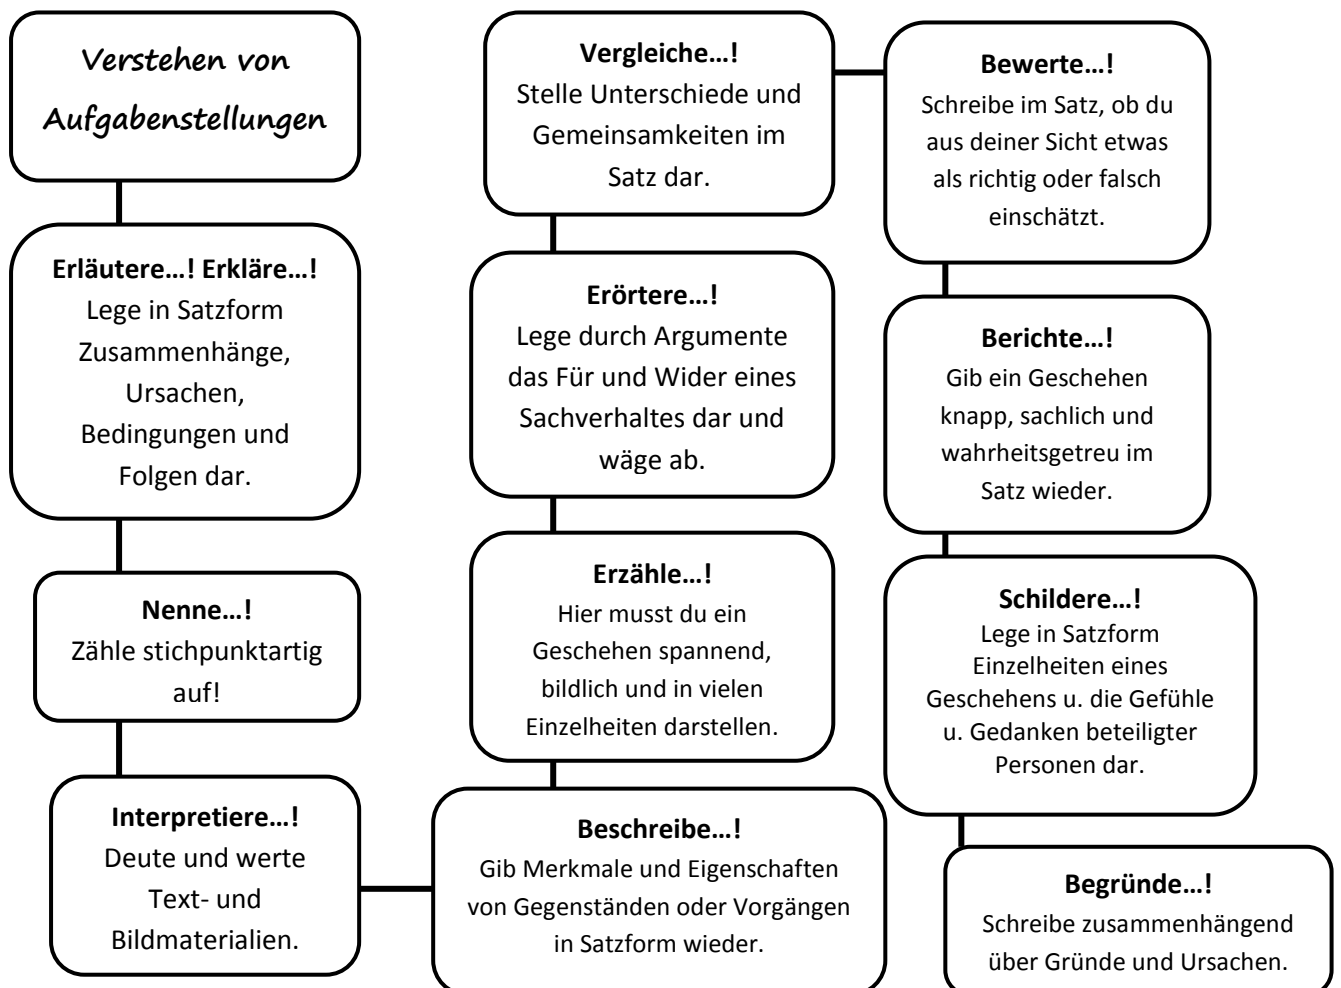 Verstehen von
Aufgabenstellungen
Erläutere...! Erkläre...!
Lege in Satzform
Zusammenhänge,
Ursachen,
Bedingungen und
Folgen dar.
Nenne...!
Zähle stichpunktartig
auf!
Interpretiere...!
Deute und werte
Text- und
Bildmaterialien.
Beschreibe...!
Gib Merkmale und Eigenschaften
von Gegenständen oder Vorgängen
in Satzform wieder.
Erzähle...!
Hier musst du ein
Geschehen spannend,
bildlich und in vielen
Einzelheiten darstellen.
Erörtere...!
Lege durch Argumente
das Für und Wider eines
Sachverhaltes dar und
wäge ab.
Vergleiche...!
Stelle Unterschiede und
Gemeinsamkeiten im
Satz dar.
Bewerte...!
Schreibe im Satz, ob du
aus deiner Sicht etwas
als richtig oder falsch
einschätzt.
Berichte...!
Gib ein Geschehen
knapp, sachlich und
wahrheitsgetreu im
Satz wieder.
Schildere...!
Lege in Satzform
Einzelheiten eines
Geschehens u. die Gefühle
u. Gedanken beteiligter
Personen dar.
Begründe...!
Schreibe zusammenhängend
über Gründe und Ursachen.